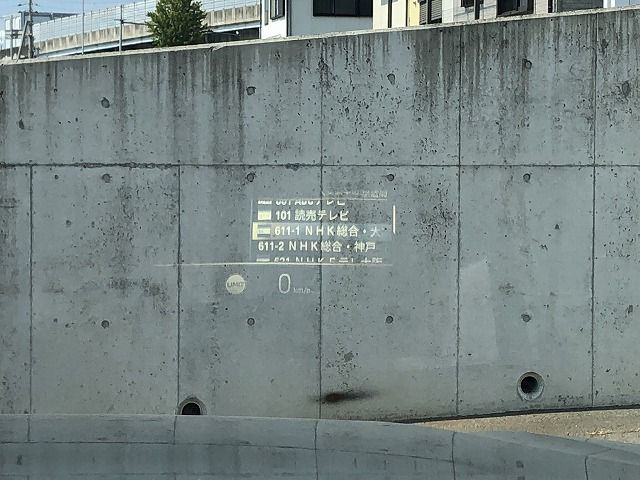 101 読売テレビ
611-1 NHK総合・大
611-2 NHK総合・神戸
LIMIT
0 km/h